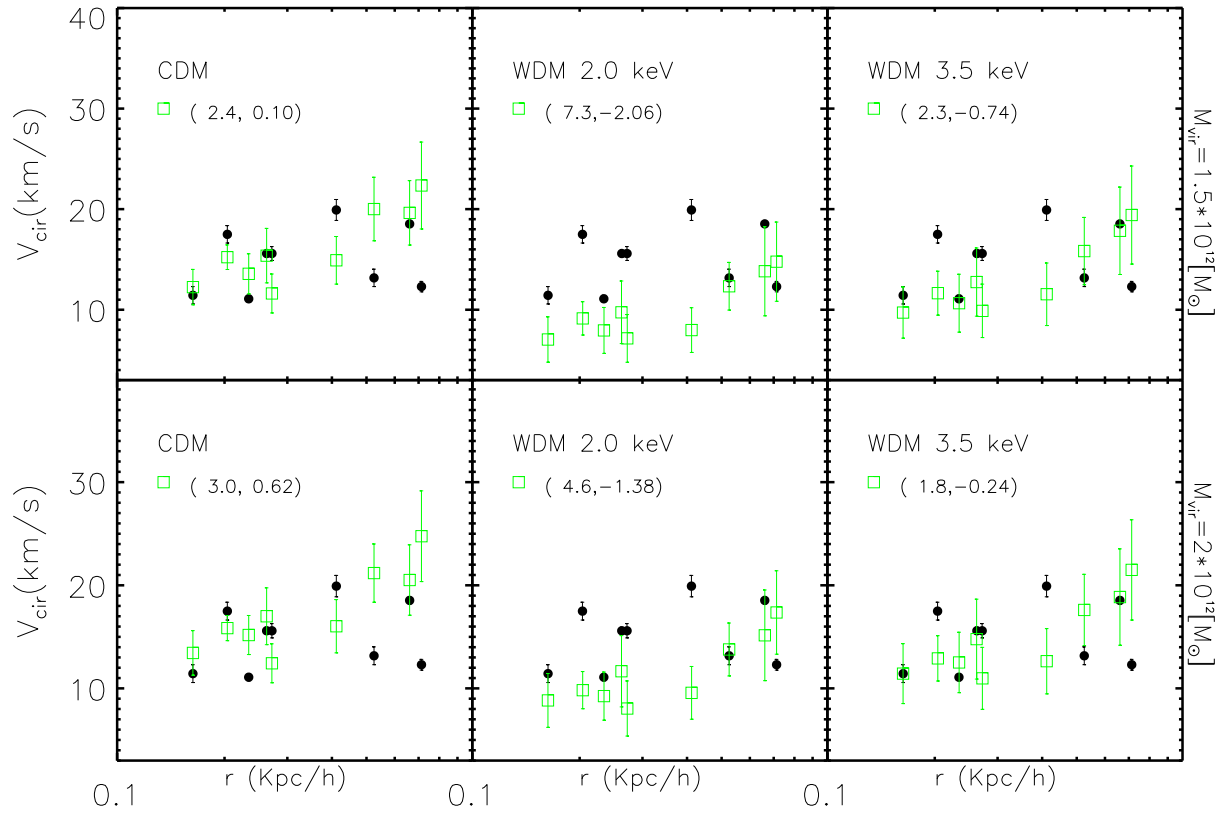 40
30
20
10
V_cir(km/s)
CDM
( 2.4, 0.10)
WDM 2.0 keV
( 7.3,−2.06)
WDM 3.5 keV
( 2.3,−0.74)
M_vir=1.5*10^12[M_⊙]
30
20
10
V_cir(km/s)
CDM
( 3.0, 0.62)
WDM 2.0 keV
( 4.6,−1.38)
WDM 3.5 keV
( 1.8,−0.24)
M_vir=2*10^12[M_⊙]
r (Kpc/h) r (Kpc/h) r (Kpc/h)
0.1 0.1 0.1